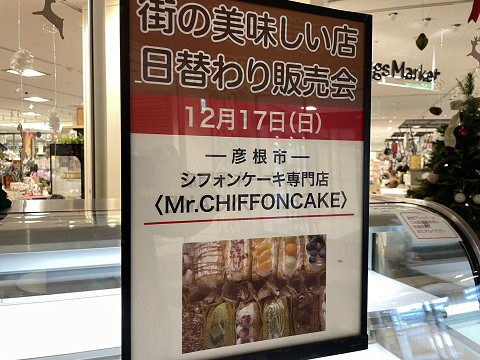 街の美味しい店
日替わり販売会
12月17日(日)
―彦根市―
シフォンケーキ専門店
〈Mr.CHIFFONCAKE〉
gs Market